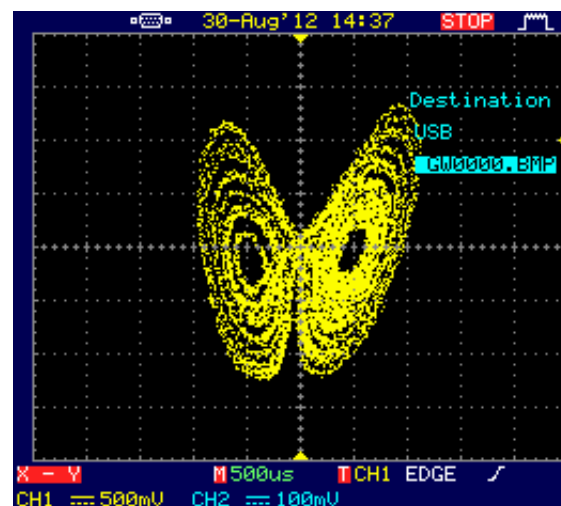 30-Aug'12 14:37 STOP
Destination
USB
GW0000.BMP
X - Y M 500us T CH1 EDGE
CH1 500mV CH2 100mV